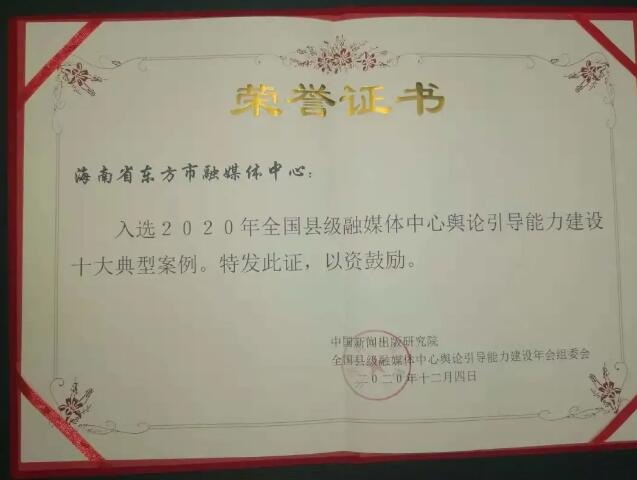 荣誉证书
海南省东方市融媒体中心：
入选2020年全国县级融媒体中心舆论引导能力建设
十大典型案例。特发此证，以资鼓励。
中国新闻出版研究院
全国县级融媒体中心舆论引导能力建设年会组委会
二〇二〇年十二月四日